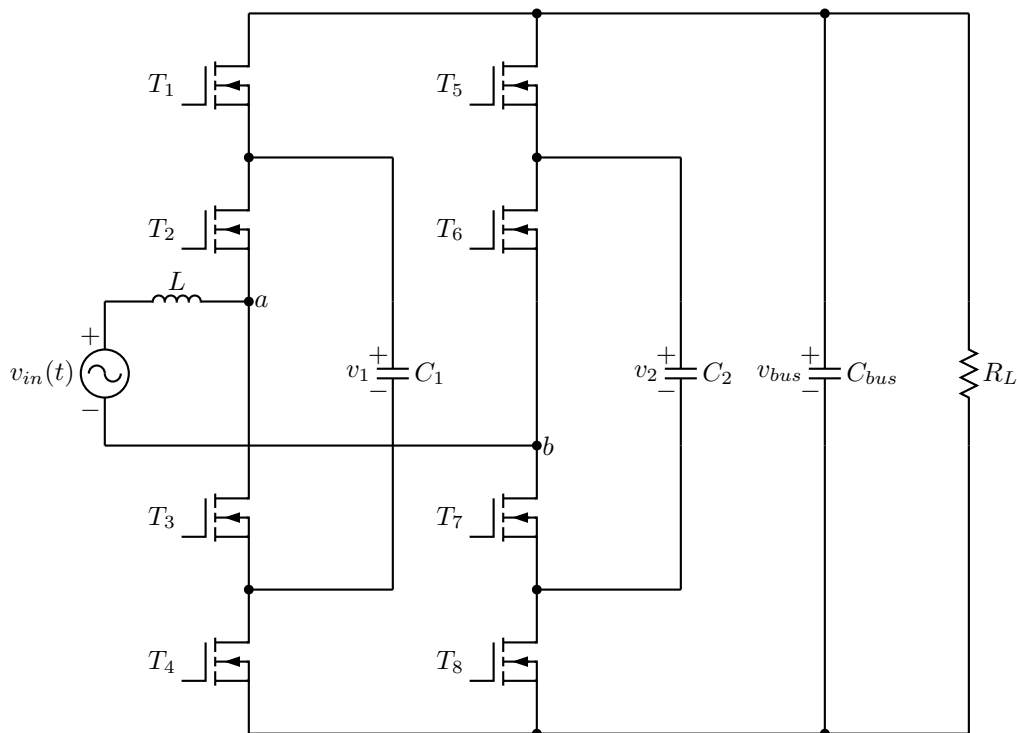 T1
T5
T2
T6
L
a
+
vin(t)
−
+
v1
−
C1
+
v2
−
C2
+
vbus
−
Cbus
RL
b
T3
T7
T4
T8